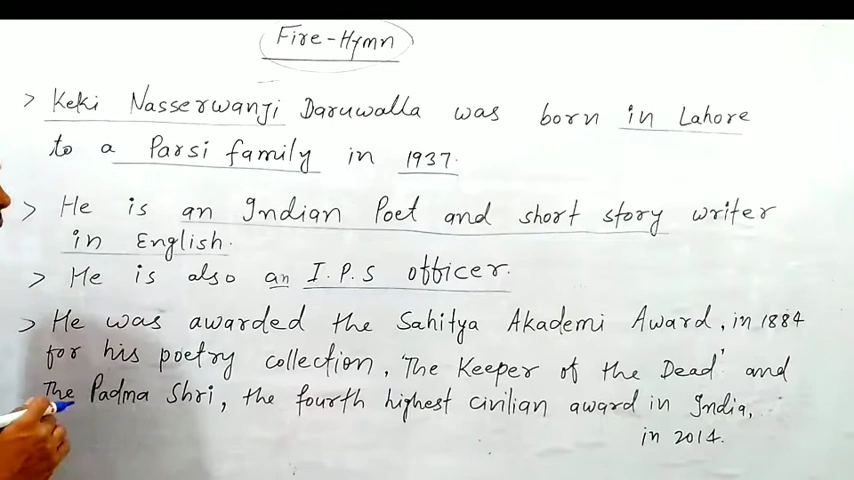 Fire-Hymn
> Keki Nasserwanji Daruwalla was born in Lahore
to a Parsi family in 1937.
> He is an Indian Poet and short story writer
in English.
> He is also an I.P.S officer.
> He was awarded the Sahitya Akademi Award, in 1884
for his poetry collection, 'The Keeper of the Dead' and
The Padma Shri, the fourth highest civilian award in India,
in 2014.